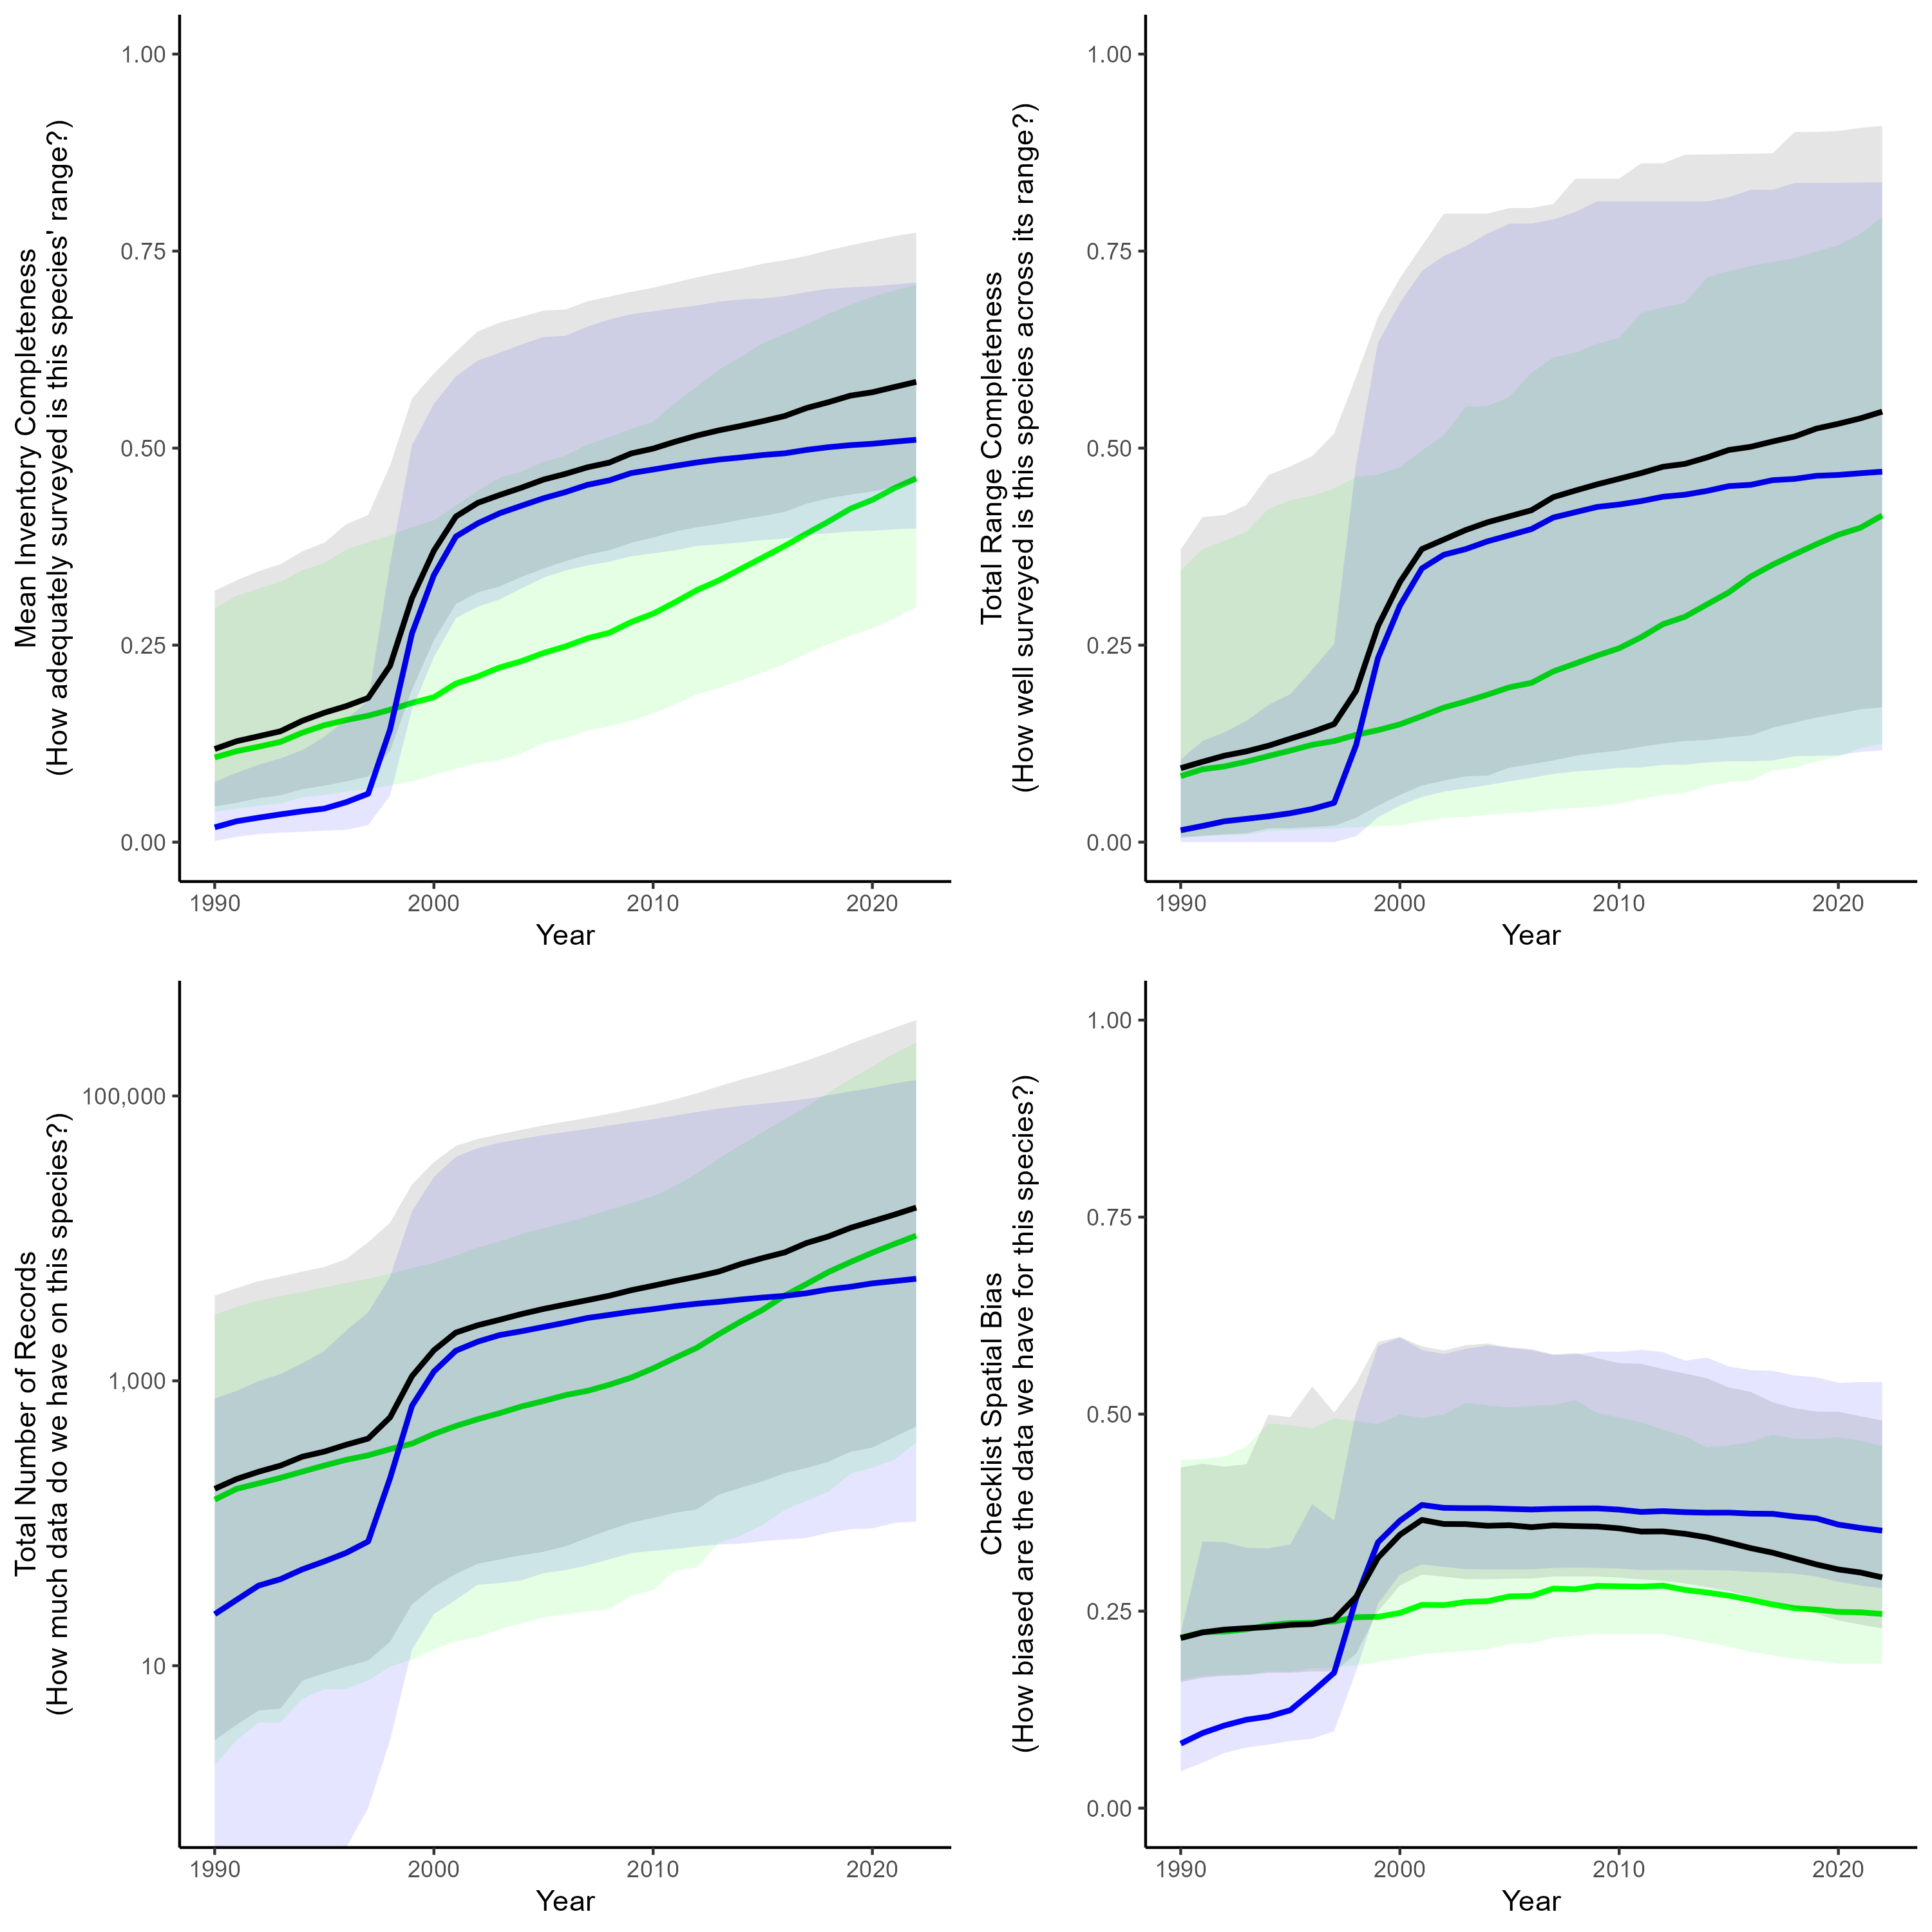 Mean Inventory Completeness
(How adequately surveyed is this species' range?)
1.00
0.75
0.50
0.25
0.00
1990 2000 2010 2020
Year
Total Range Completeness
(How well surveyed is this species across its range?)
1.00
0.75
0.50
0.25
0.00
1990 2000 2010 2020
Year
Total Number of Records
(How much data do we have on this species?)
100,000
1,000
10
1990 2000 2010 2020
Year
Checklist Spatial Bias
(How biased are the data we have for this species?)
1.00
0.75
0.50
0.25
0.00
1990 2000 2010 2020
Year